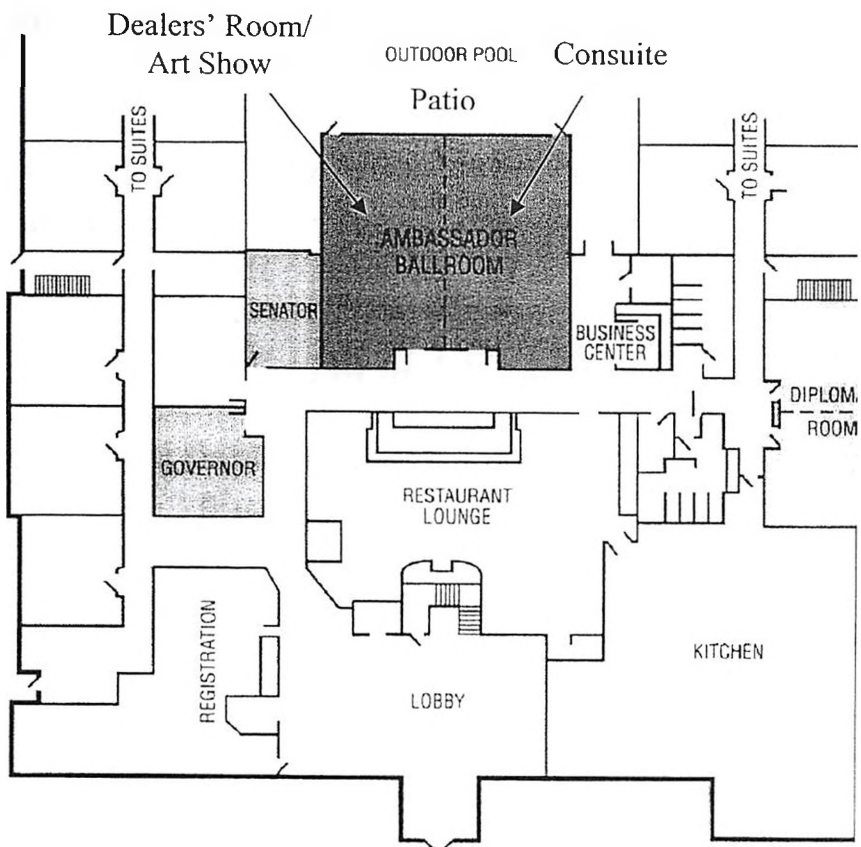 Dealers' Room/
Art Show
OUTDOOR POOL
Consuite
Patio
TO SUITES
TO SUITES
AMBASSADOR
BALLROOM
SENATOR
BUSINESS
CENTER
DIPLOMA
ROOM
GOVERNOR
RESTAURANT
LOUNGE
REGISTRATION
KITCHEN
LOBBY